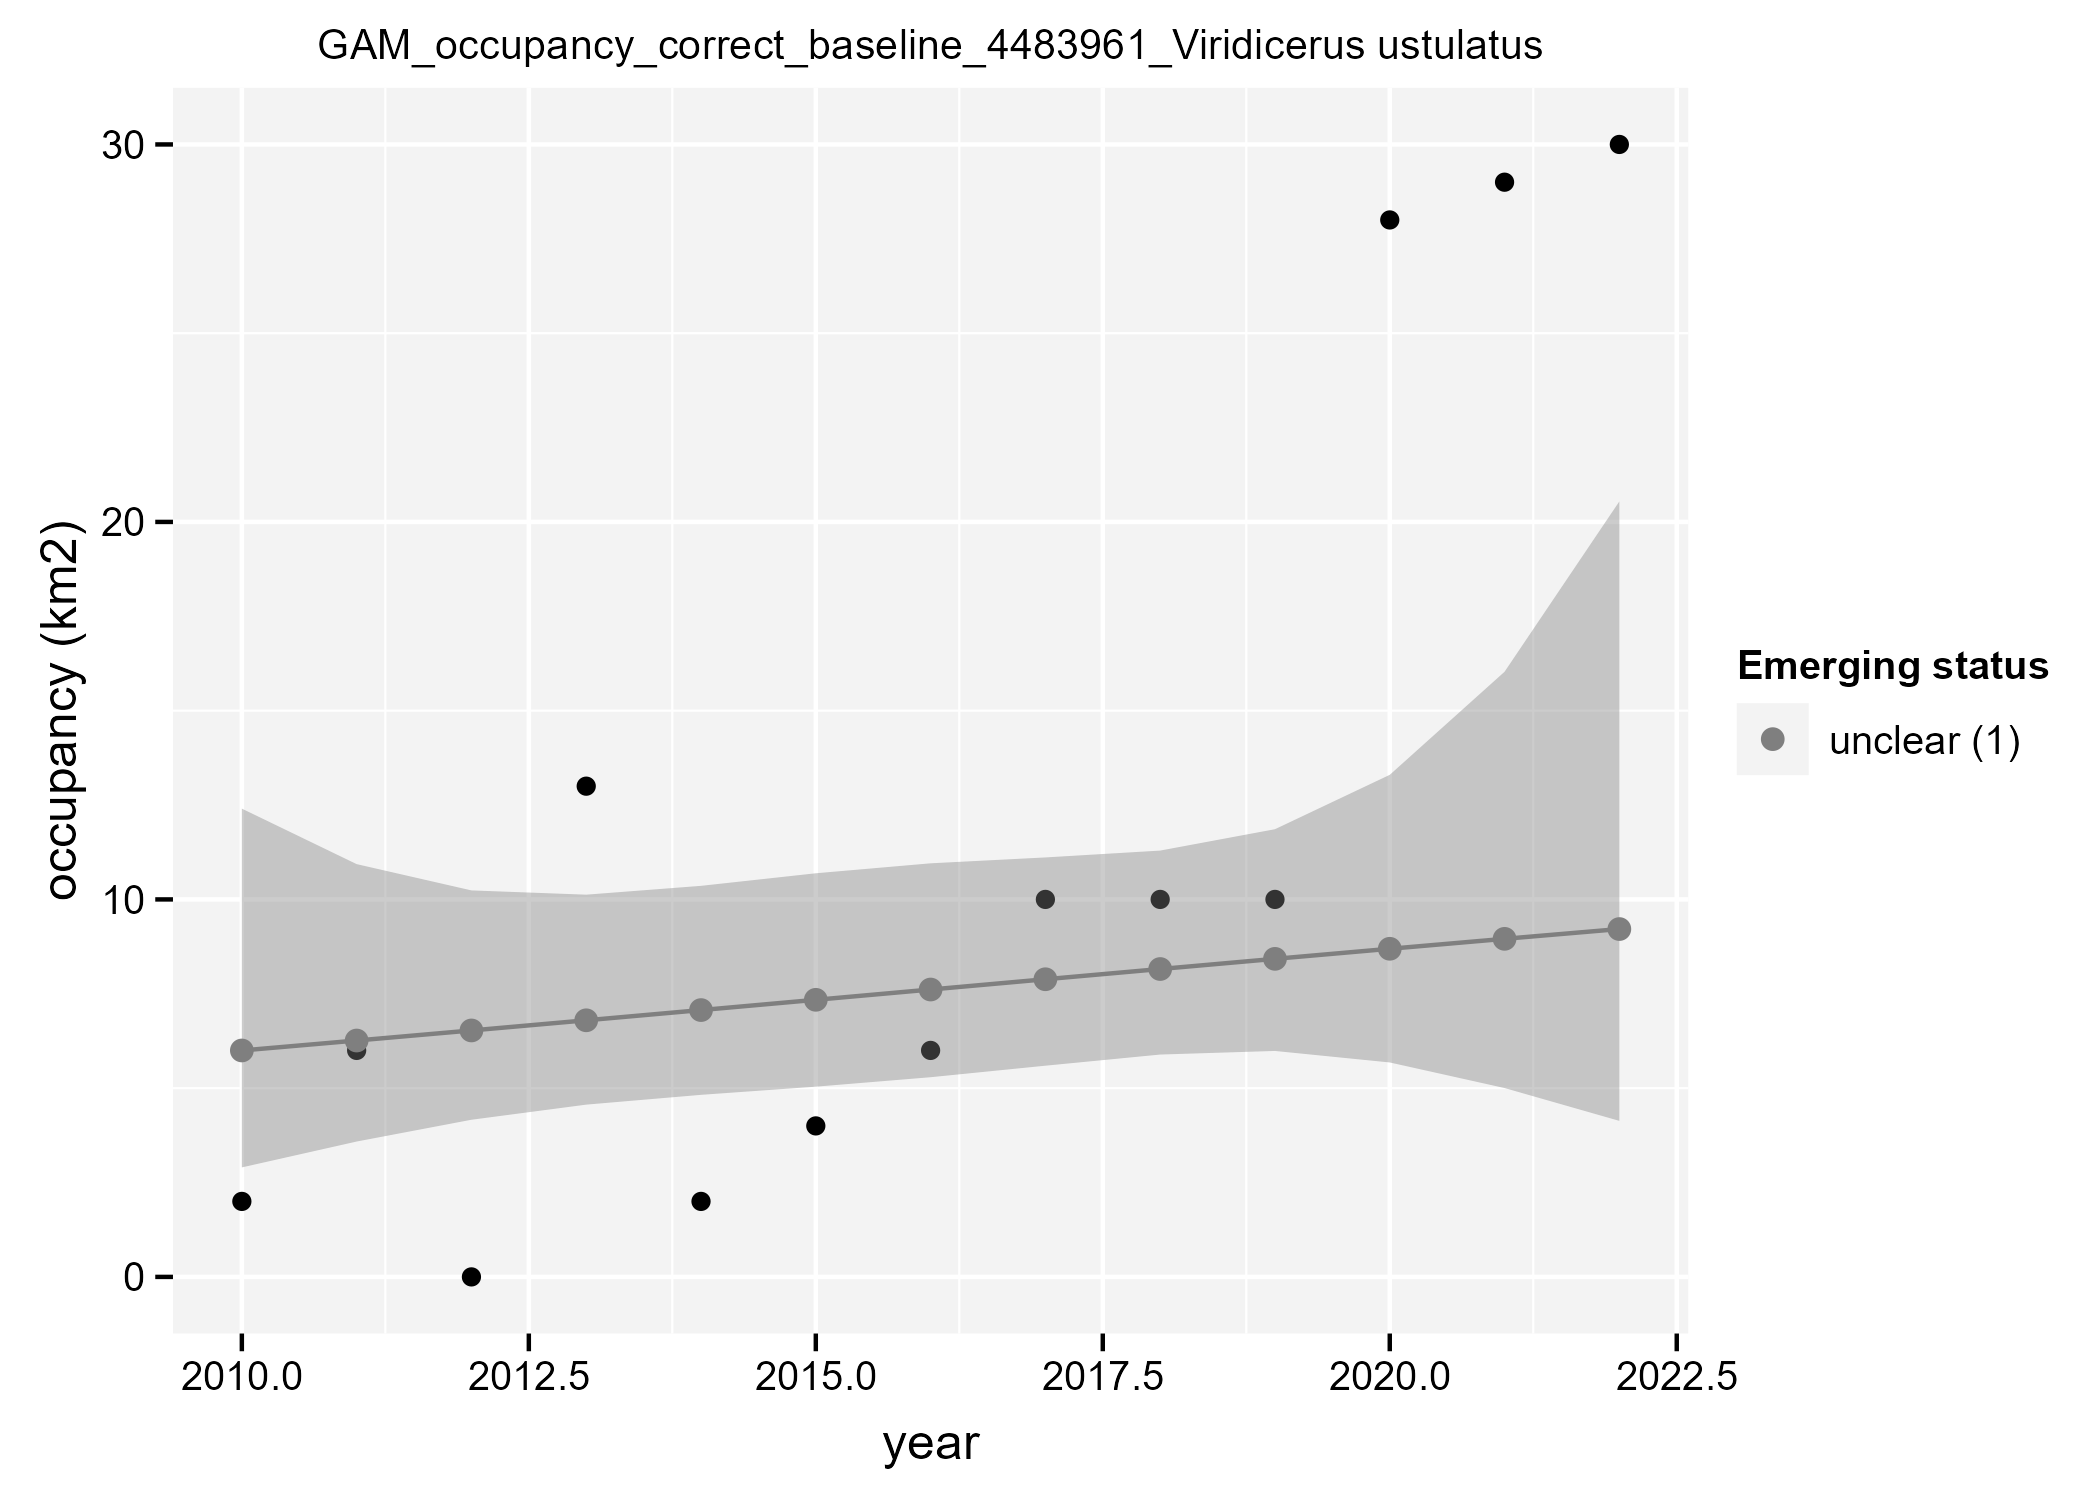 GAM_occupancy_correct_baseline_4483961_Viridicerus ustulatus
occupancy (km2)
30
20
10
0
2010.0 2012.5 2015.0 2017.5 2020.0 2022.5
year
Emerging status
unclear (1)